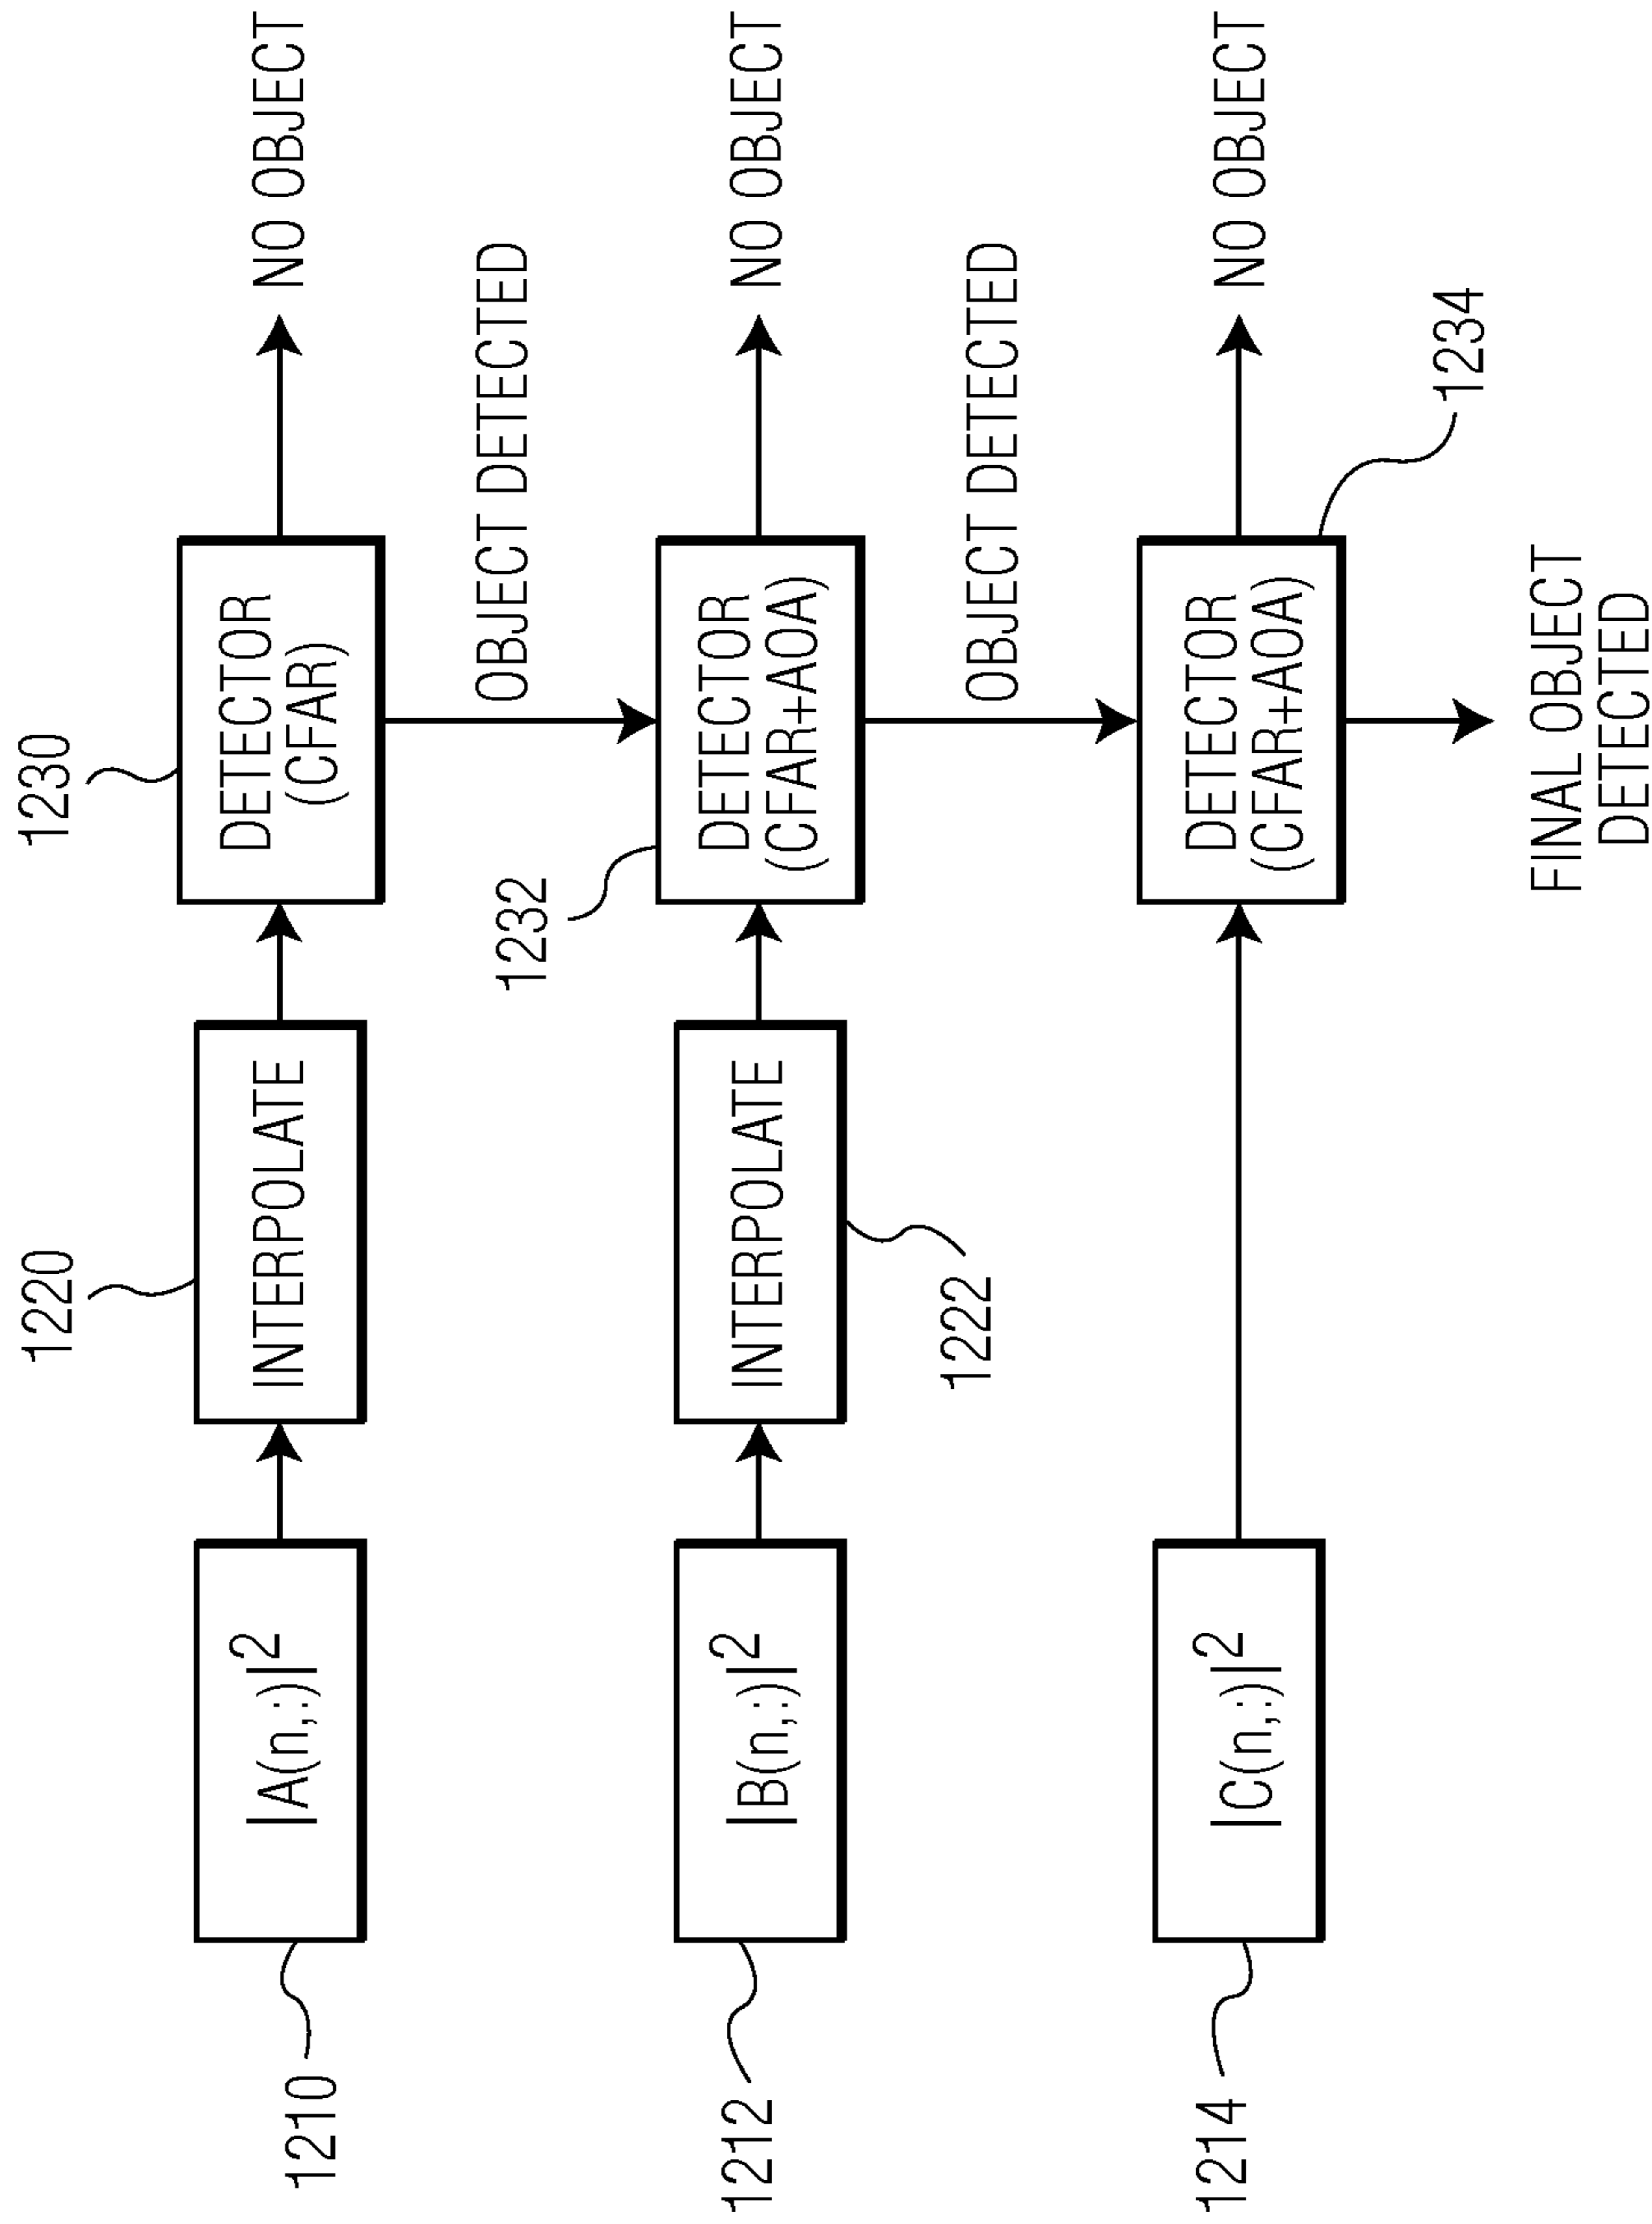 1210
|A(n,:)|²
1220
INTERPOLATE
1230
DETECTOR
(CFAR)
NO OBJECT
OBJECT DETECTED
1212
|B(n,:)|²
INTERPOLATE
1222
1232
DETECTOR
(CFAR+AOA)
NO OBJECT
OBJECT DETECTED
1214
|C(n,:)|²
DETECTOR
(CFAR+AOA)
NO OBJECT
1234
FINAL OBJECT
DETECTED